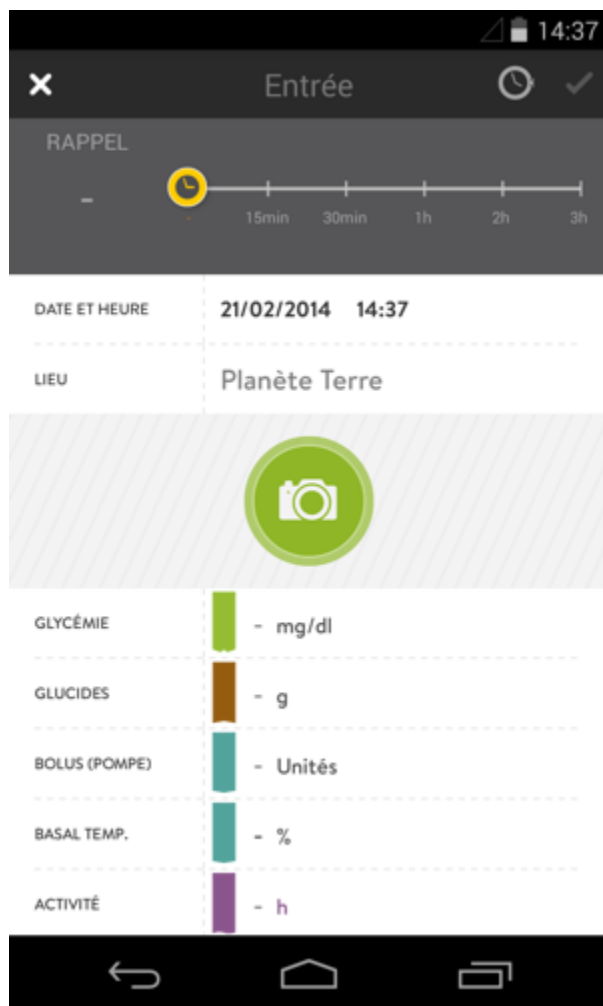 14:37
Entrée
RAPPEL
-
15min 30min 1h 2h 3h
DATE ET HEURE 21/02/2014 14:37
LIEU Planète Terre
GLYCÉMIE - mg/dl
GLUCIDES - g
BOLUS (POMPE) - Unités
BASAL TEMP. - %
ACTIVITÉ - h